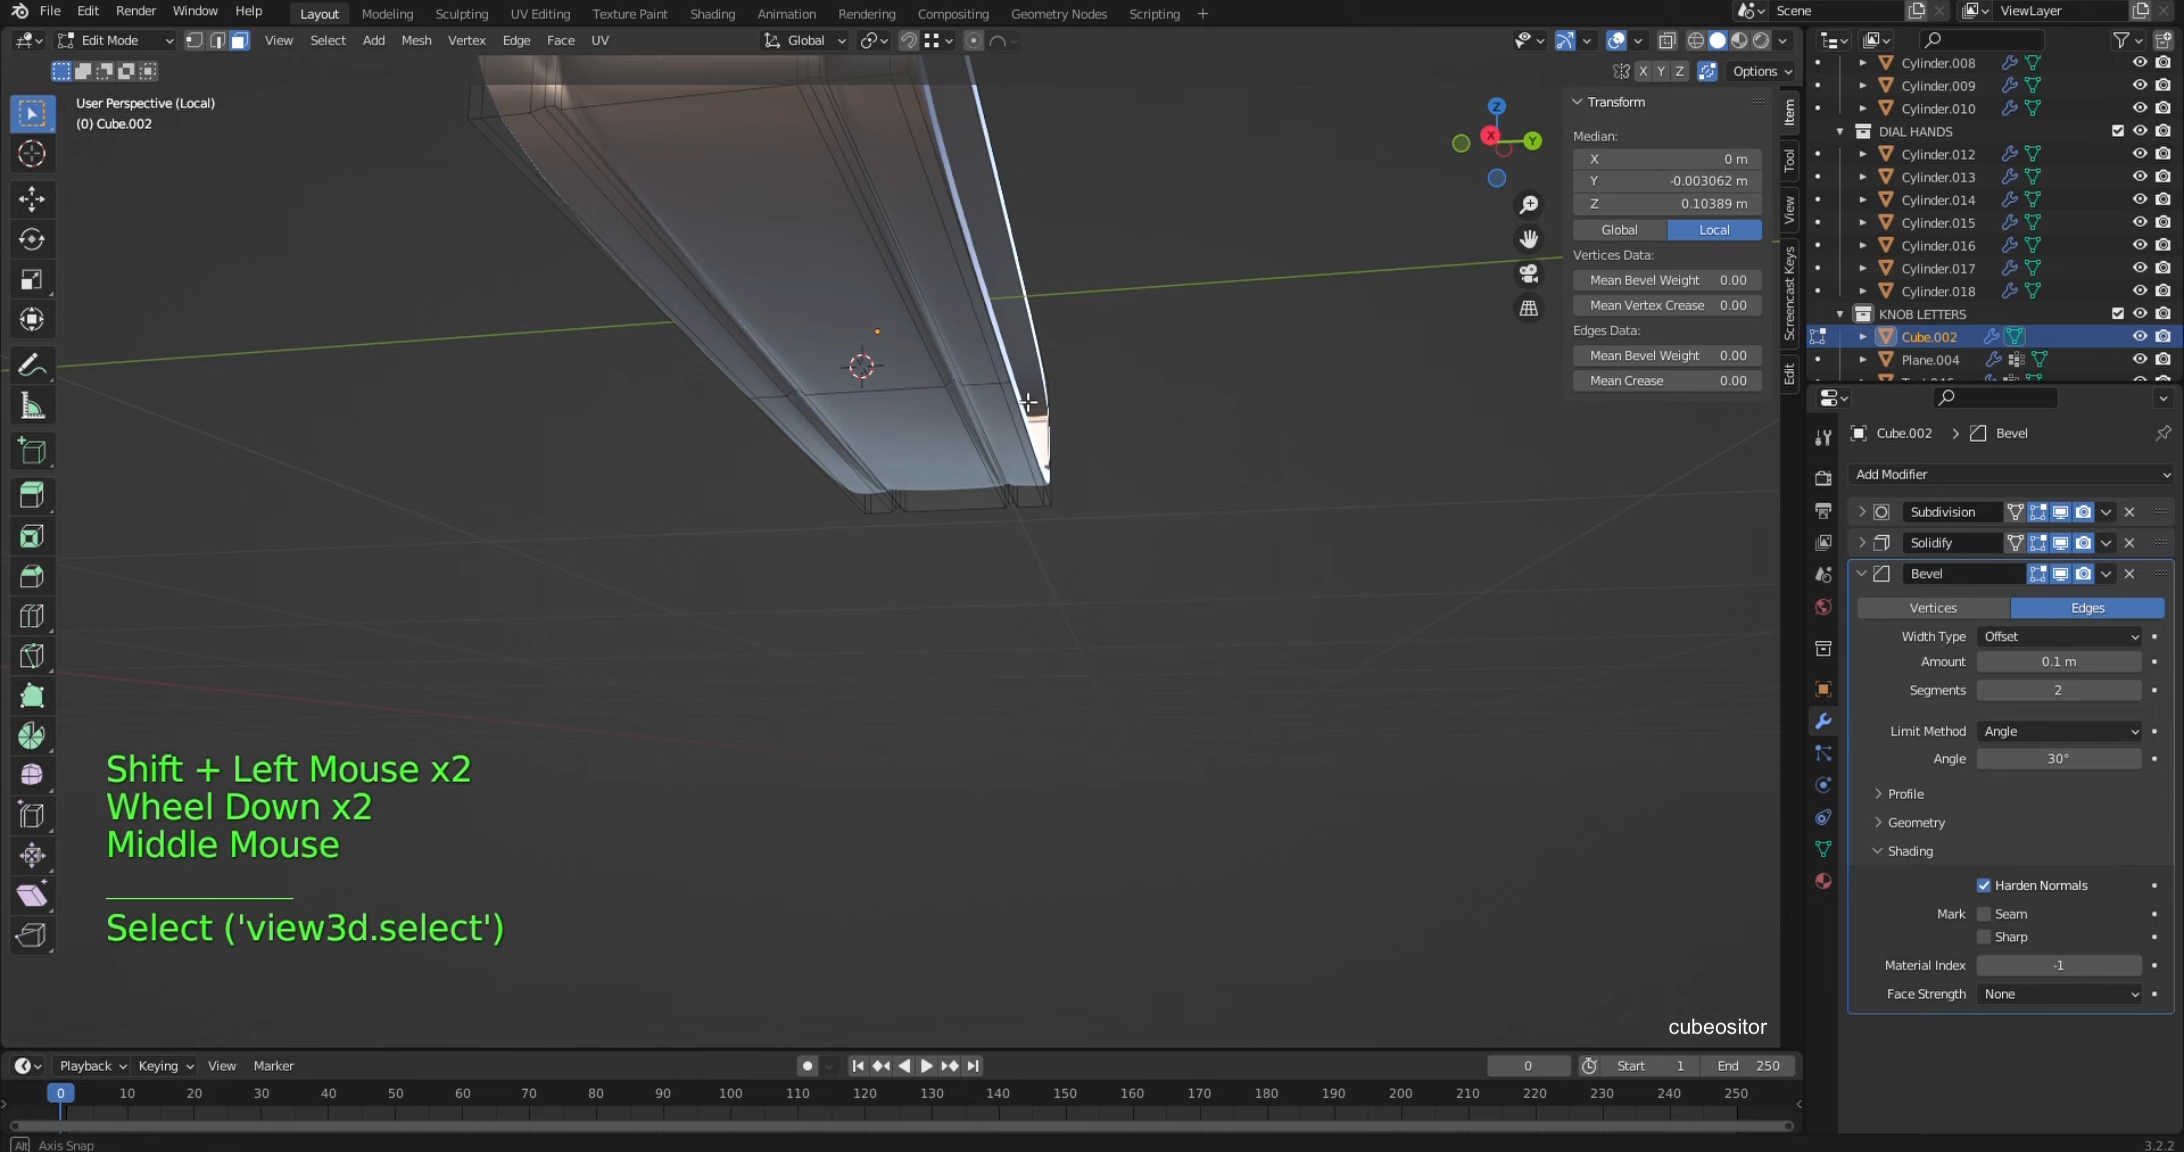 File Edit Render Window Help Layout Modeling Sculpting UV Editing Texture Paint Shading Animation Rendering Compositing Geometry Nodes Scripting + Scene ViewLayer
Edit Mode View Select Add Mesh Vertex Edge Face UV Global
X Y Z Options
User Perspective (Local)
(0) Cube.002
Z
X
Y
Transform
Median:
X 0 m
Y -0.003062 m
Z 0.10389 m
Global Local
Vertices Data:
Mean Bevel Weight 0.00
Mean Vertex Crease 0.00
Edges Data:
Mean Bevel Weight 0.00
Mean Crease 0.00
Item
Tool
View
Screencast Keys
Edit
Cylinder.008
Cylinder.009
Cylinder.010
DIAL HANDS
Cylinder.012
Cylinder.013
Cylinder.014
Cylinder.015
Cylinder.016
Cylinder.017
Cylinder.018
KNOB LETTERS
Cube.002
Plane.004
Cube.002 > Bevel
Add Modifier
Subdivision
Solidify
Bevel
Vertices Edges
Width Type Offset
Amount 0.1 m
Segments 2
Limit Method Angle
Angle 30°
Profile
Geometry
Shading
Harden Normals
Mark Seam
Sharp
Material Index -1
Face Strength None
Shift + Left Mouse x2
Wheel Down x2
Middle Mouse
Select ('view3d.select')
cubeositor
Playback Keying View Marker 0 Start 1 End 250
0 10 20 30 40 50 60 70 80 90 100 110 120 130 140 150 160 170 180 190 200 210 220 230 240 250
Alt Axis Snap 3.2.2